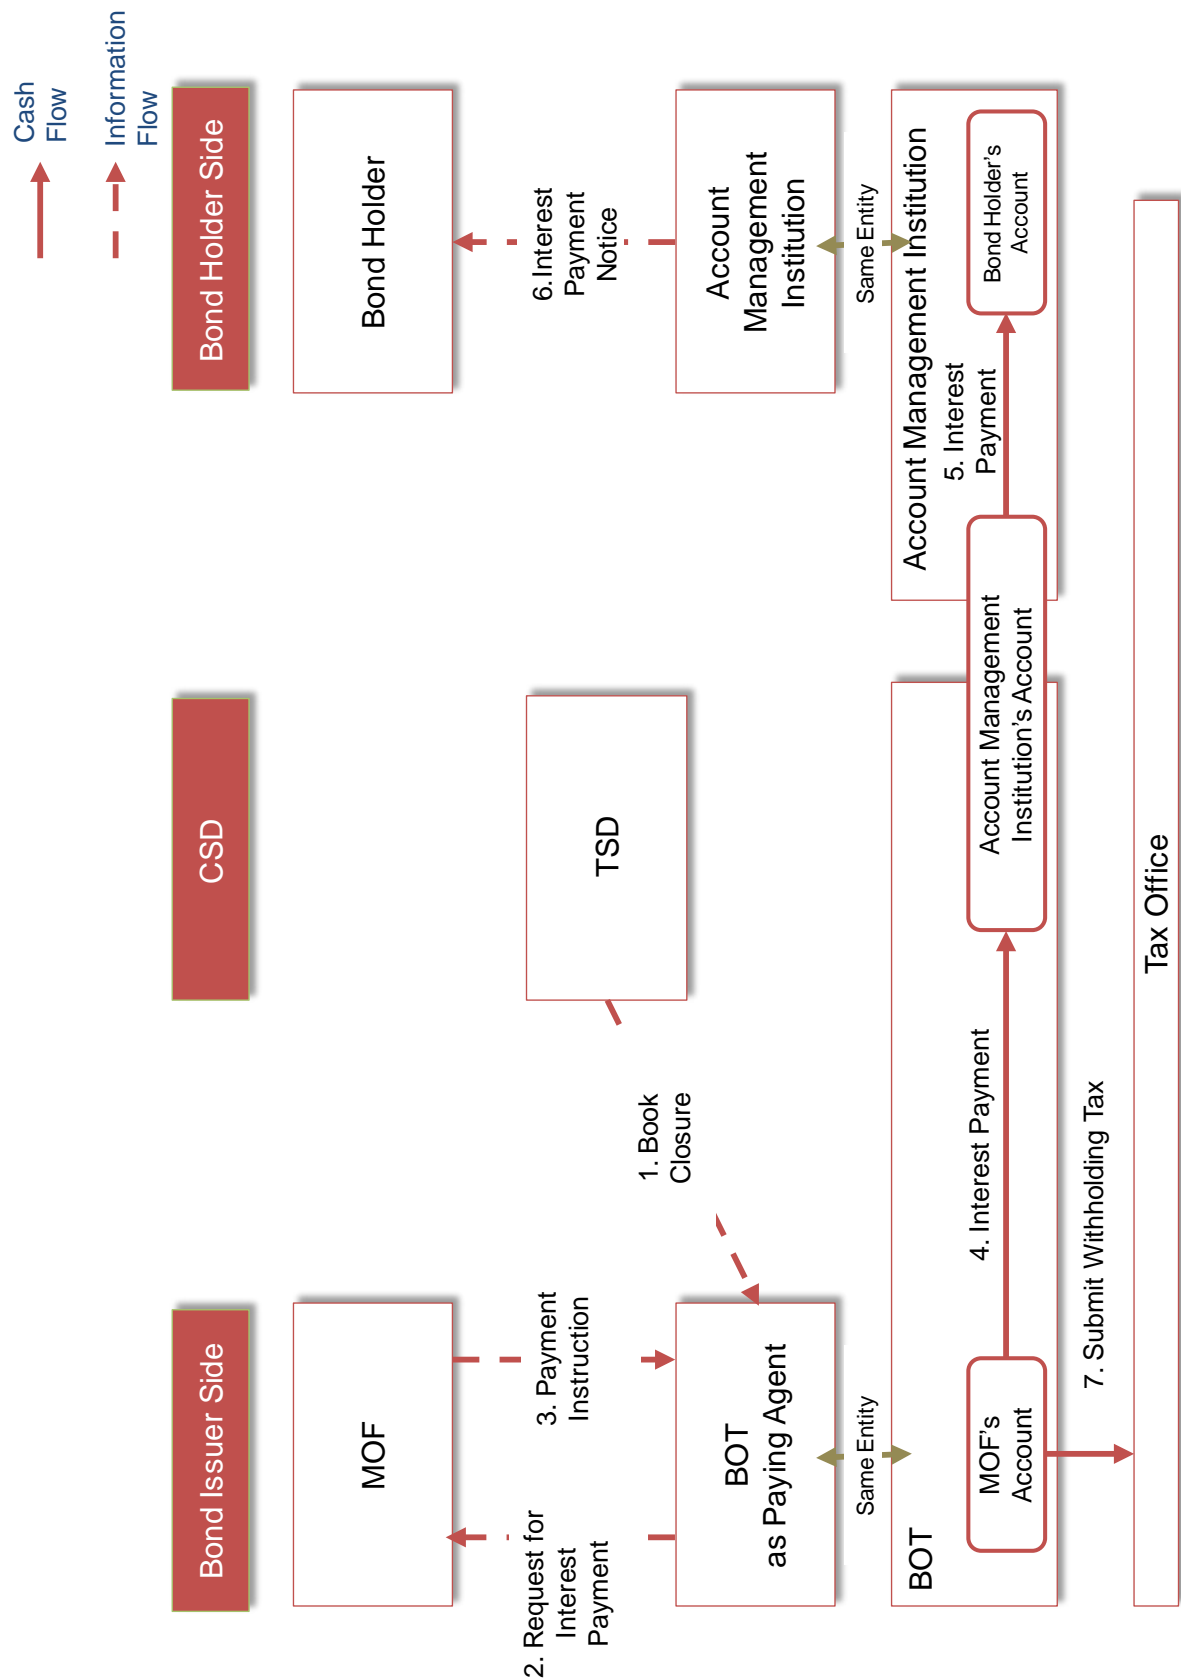 Cash
Flow
Information
Flow
Bond Issuer Side
CSD
Bond Holder Side
MOF
Bond Holder
2. Request for
Interest
Payment
3. Payment
Instruction
6.Interest
Payment
Notice
TSD
1. Book
Closure
BOT
as Paying Agent
Account
Management
Institution
Same Entity
Same Entity
BOT
Account Management Institution
4. Interest Payment
5. Interest
Payment
MOF's
Account
Account Management
Institution's Account
Bond Holder's
Account
7. Submit Withholding Tax
Tax Office